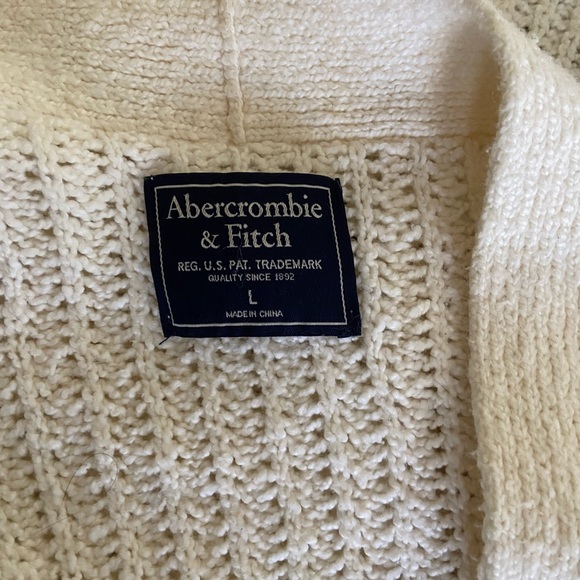 Abercrombie
& Fitch
REG. U.S. PAT. TRADEMARK
QUALITY SINCE 1892
L
MADE IN CHINA